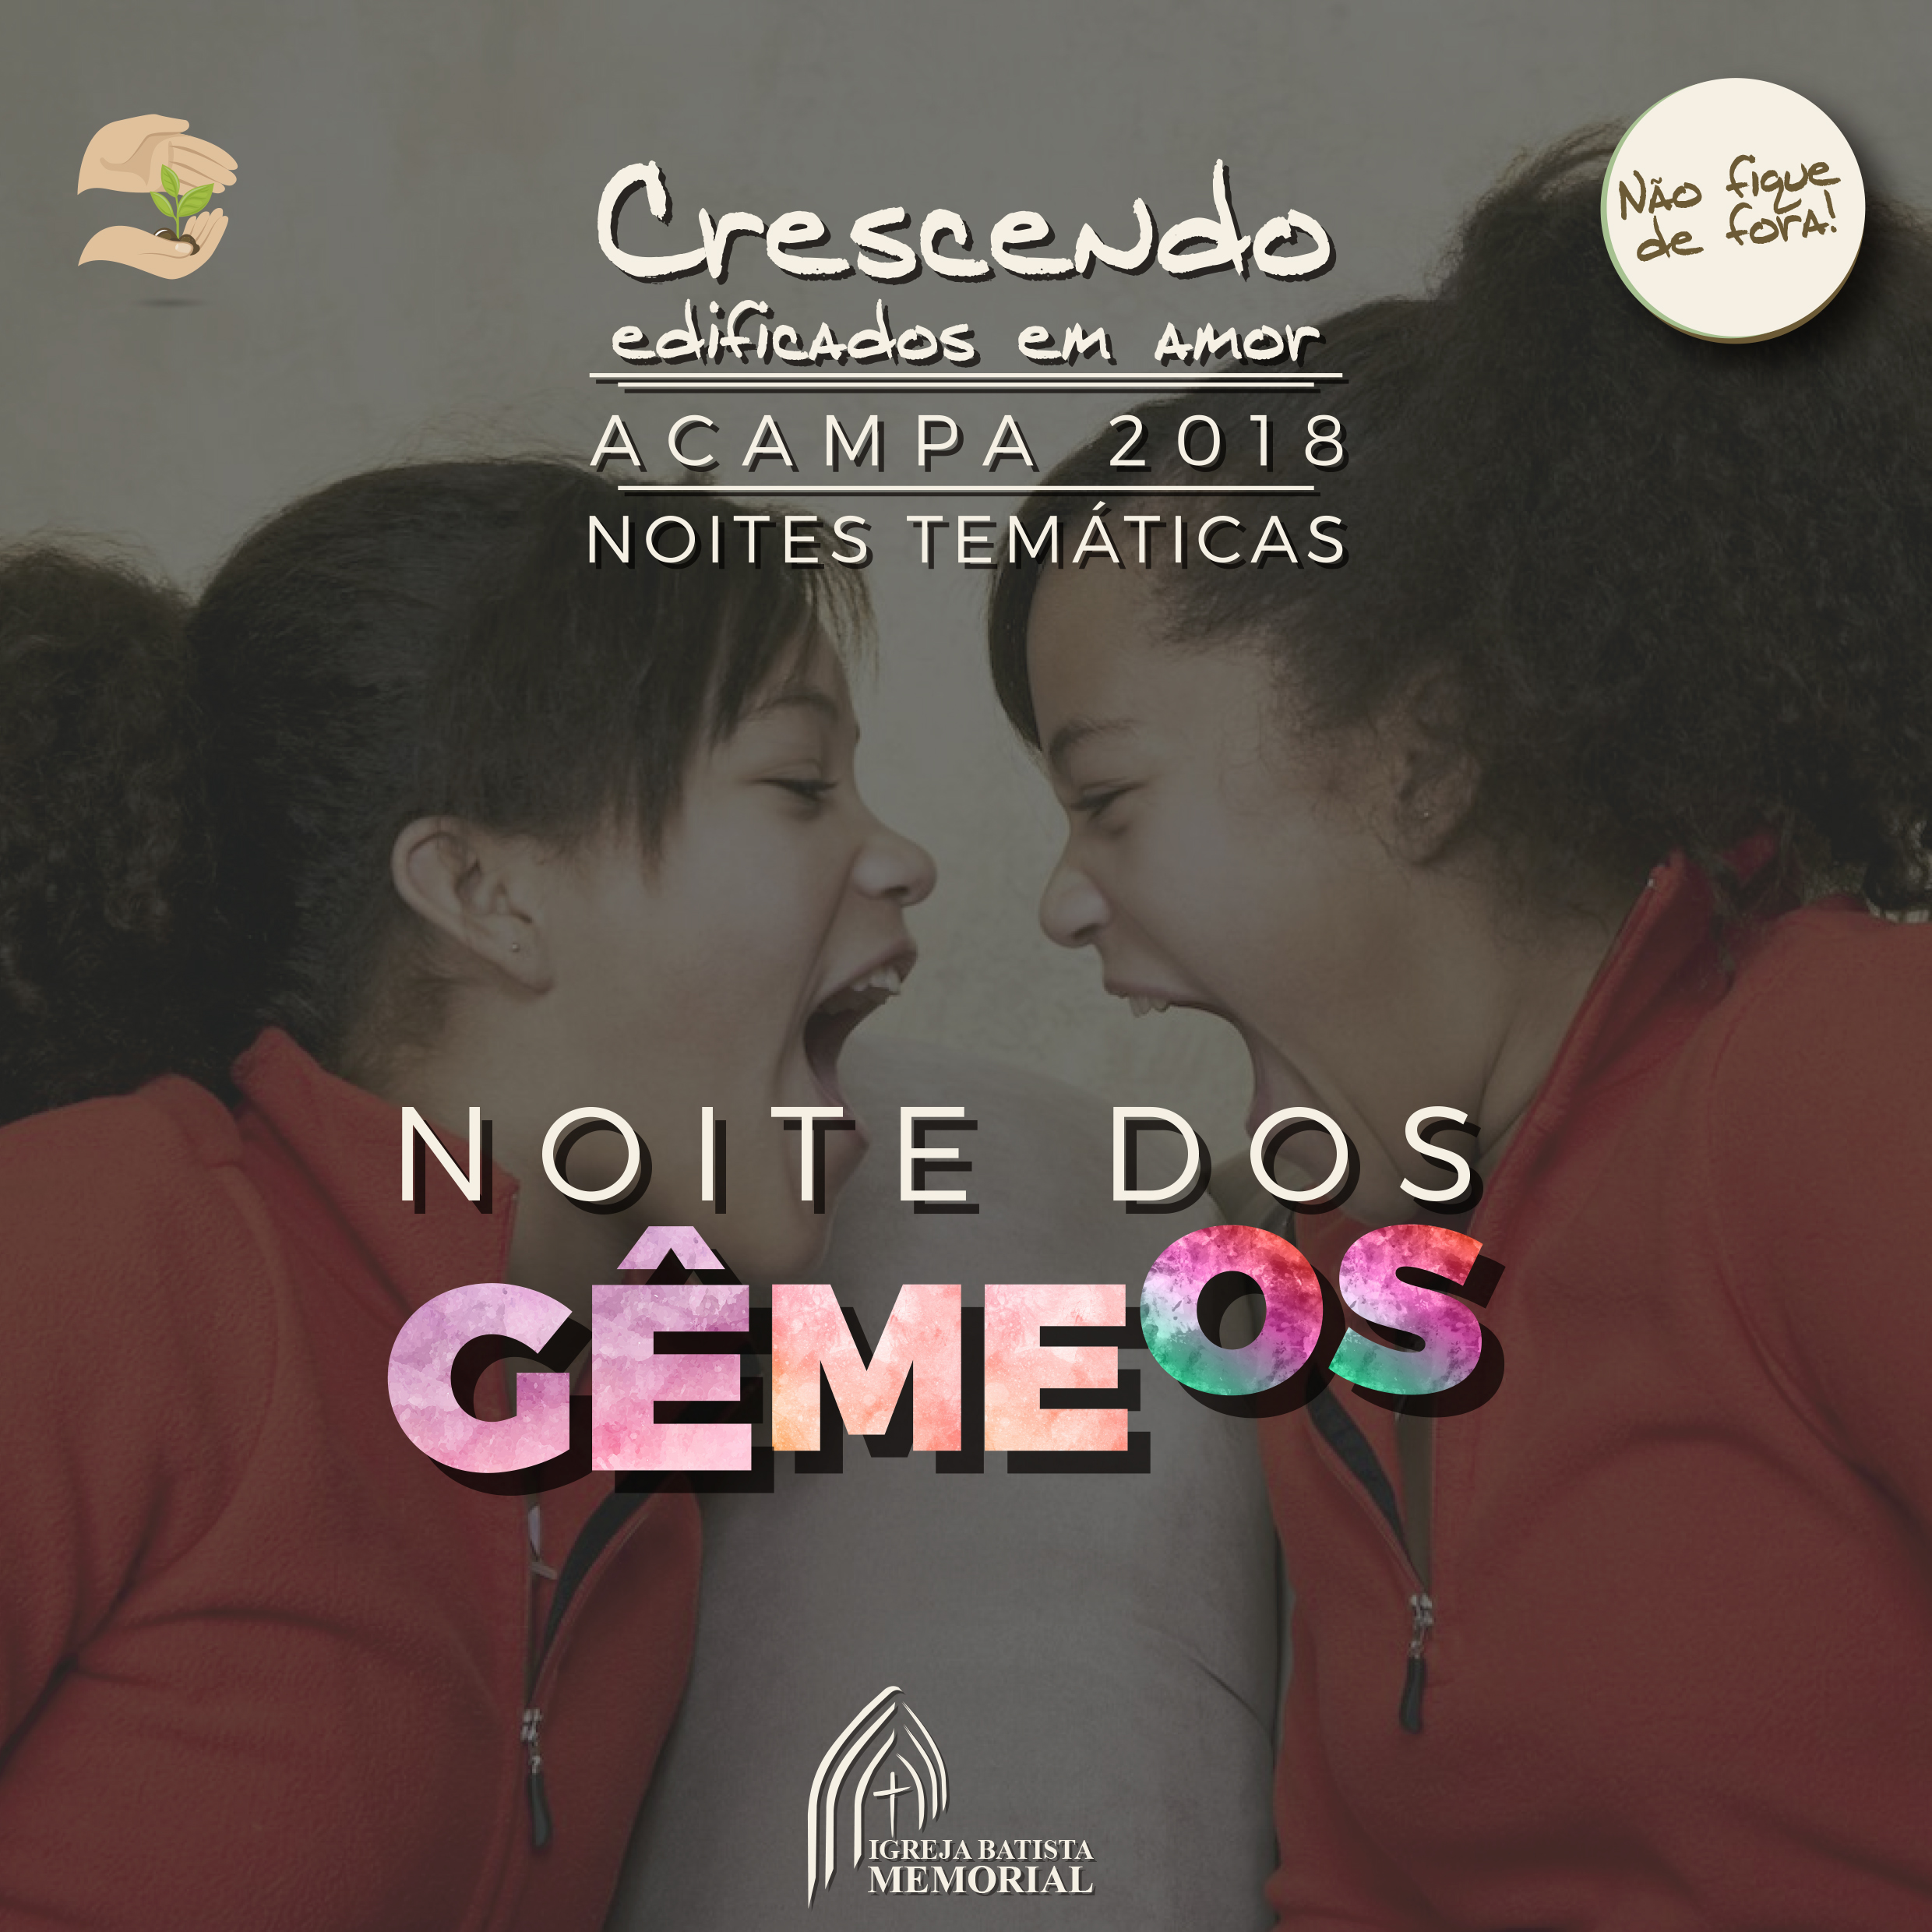 Crescendo
edificados em amor
ACAMPA 2018
NOITES TEMÁTICAS
Não fique
de fora!
NOITE DOS
GÊMEOS
IGREJA BATISTA
MEMORIAL